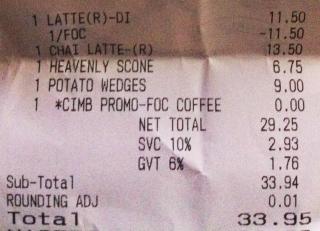 1 LATTE(R)-DI 11.50
1/FOC -11.50
1 CHAI LATTE-(R) 13.50
1 HEAVENLY SCONE 6.75
1 POTATO WEDGES 9.00
1 *CIMB PROMO-FOC COFFEE 0.00
NET TOTAL 29.25
SVC 10% 2.93
GVT 6% 1.76
Sub-Total 33.94
ROUNDING ADJ 0.01
Total 33.95